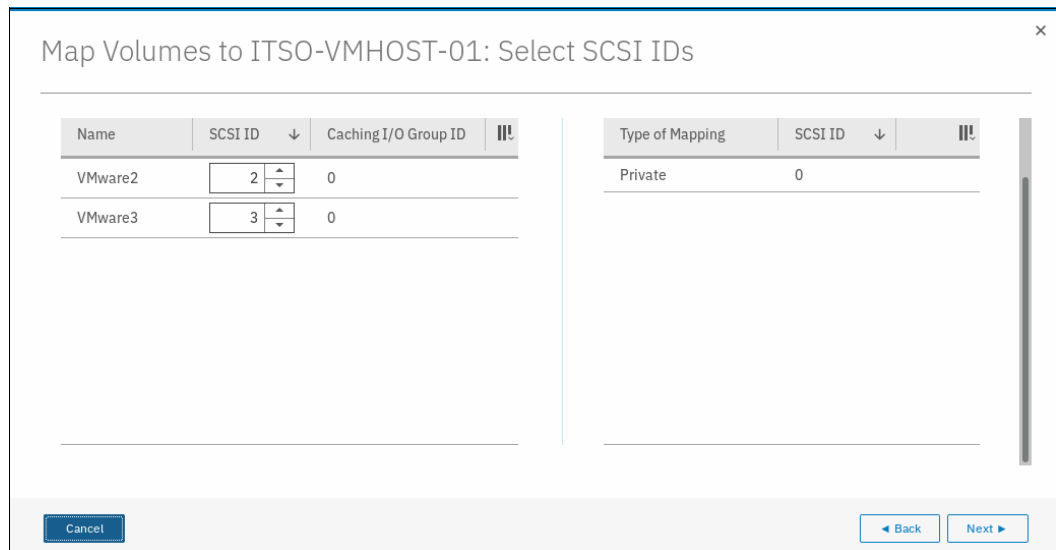 Map Volumes to ITSO-VMHOST-01: Select SCSI IDs
Name SCSI ID Caching I/O Group ID
VMware2 2 0
VMware3 3 0
Type of Mapping SCSI ID
Private 0
Cancel
Back
Next